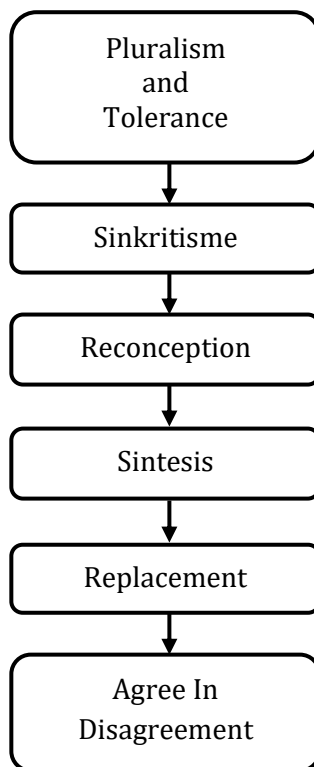 Pluralism
and
Tolerance
Sinkritisme
Reconception
Sintesis
Replacement
Agree In
Disagreement